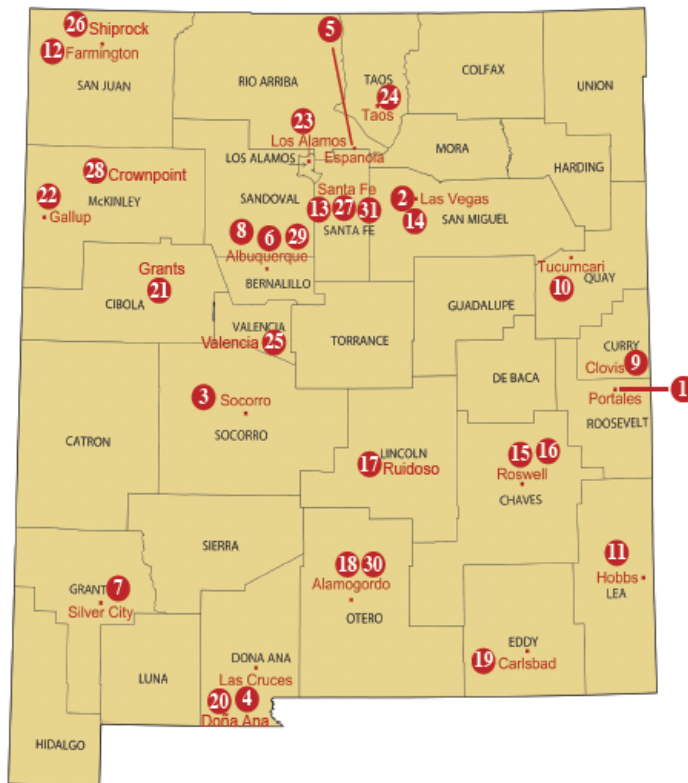 26 Shiprock
5
12 Farmington
SAN JUAN
RIO ARRIBA
TAOS
24
Taos
COLFAX
UNION
23
Los Alamos
LOS ALAMOS
Espanola
MORA
HARDING
28 Crownpoint
22
McKINLEY
Gallup
SANDOVAL
Santa Fe
13 27 31
SANTA FE
2 Las Vegas
14
SAN MIGUEL
8 6 29
Albuquerque
BERNALILLO
Grants
21
CIBOLA
Tucumcari
10
QUAY
GUADALUPE
VALENCIA
Valencia 25
TORRANCE
CURRY
Clovis 9
DE BACA
Portales 1
ROOSEVELT
3 Socorro
SOCORRO
CATRON
LINCOLN
17 Ruidoso
15 16
Roswell
CHAVES
SIERRA
11
Hobbs
LEA
18 30
Alamogordo
OTERO
GRANT 7
Silver City
EDDY
19 Carlsbad
DONA ANA
Las Cruces
20 4
Doña Ana
LUNA
HIDALGO